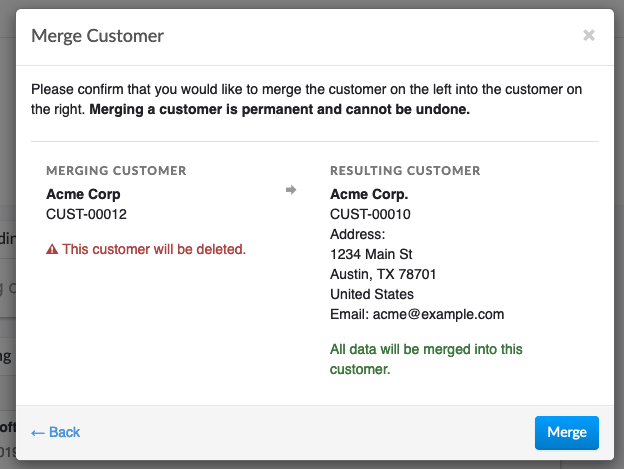 Merge Customer
×
Please confirm that you would like to merge the customer on the left into the customer on
the right. Merging a customer is permanent and cannot be undone.
MERGING CUSTOMER
Acme Corp
CUST-00012
This customer will be deleted.
RESULTING CUSTOMER
Acme Corp.
CUST-00010
Address:
1234 Main St
Austin, TX 78701
United States
Email: acme@example.com
All data will be merged into this
customer.
← Back
Merge